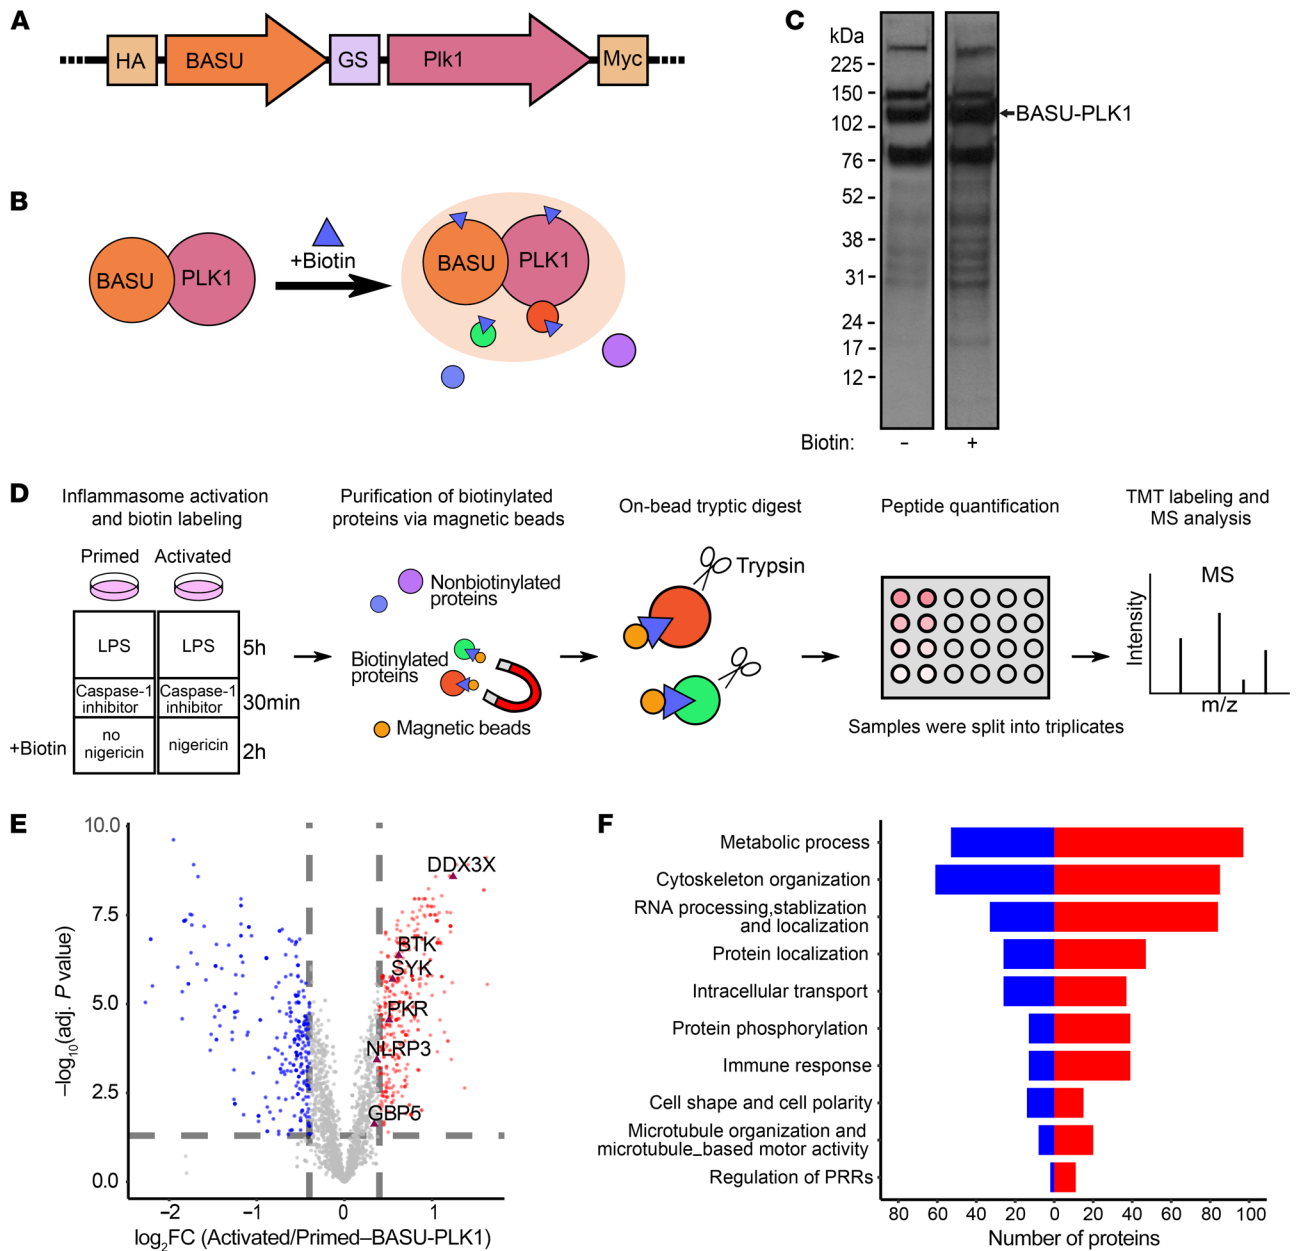 A
HA
BASU
GS
Plk1
Myc
B
BASU
PLK1
+Biotin
BASU
PLK1
C
kDa
225
150
102
76
52
38
31
24
17
12
BASU-PLK1
Biotin:
-
+
D
Inflammasome activation
and biotin labeling
Primed
Activated
LPS
LPS
5h
Caspase-1
inhibitor
Caspase-1
inhibitor
30min
+Biotin
no
nigericin
nigericin
2h
Purification of biotinylated
proteins via magnetic beads
Nonbiotinylated
proteins
Biotinylated
proteins
Magnetic beads
On-bead tryptic digest
Trypsin
Peptide quantification
Samples were split into triplicates
TMT labeling and
MS analysis
MS
Intensity
m/z
E
–log₁₀(adj. P value)
10.0
7.5
5.0
2.5
0.0
DDX3X
BTK
SYK
PKR
NLRP3
GBP5
−2
−1
0
1
log₂FC (Activated/Primed–BASU-PLK1)
F
Metabolic process
Cytoskeleton organization
RNA processing,stablization
and localization
Protein localization
Intracellular transport
Protein phosphorylation
Immune response
Cell shape and cell polarity
Microtubule organization and
microtubule_based motor activity
Regulation of PRRs
80 60 40 20 0 20 40 60 80 100
Number of proteins